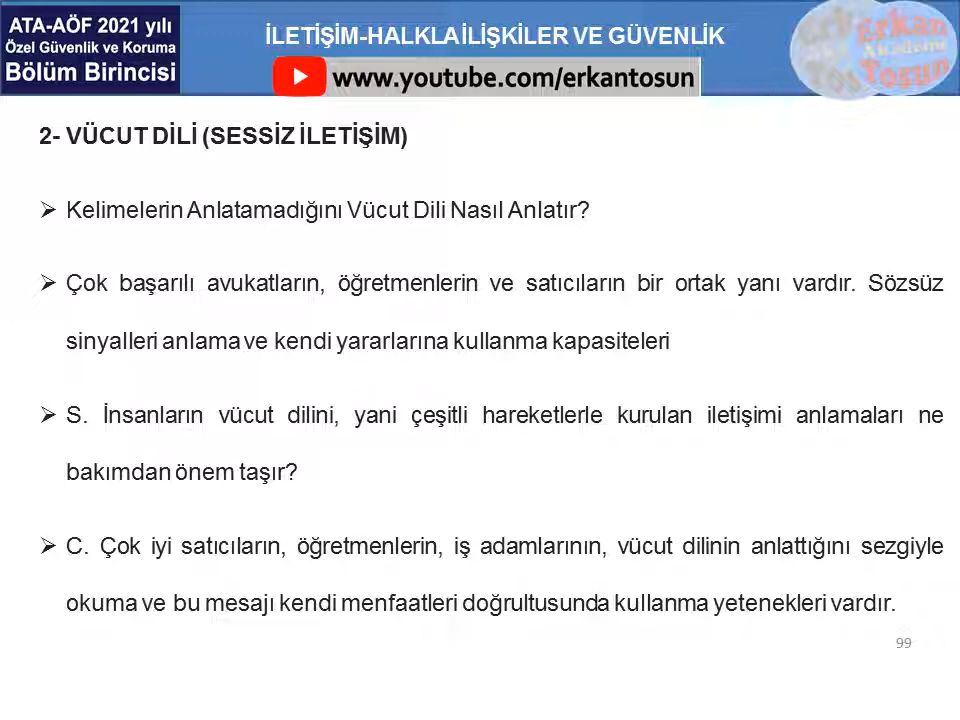 ATA-AÖF 2021 yılı
Özel Güvenlik ve Koruma
Bölüm Birincisi
İLETİŞİM-HALKLA İLİŞKİLER VE GÜVENLİK
www.youtube.com/erkantosun
Erkan
Akademi
Tosun
2- VÜCUT DİLİ (SESSİZ İLETİŞİM)
➢ Kelimelerin Anlatamadığını Vücut Dili Nasıl Anlatır?
➢ Çok başarılı avukatların, öğretmenlerin ve satıcıların bir ortak yanı vardır. Sözsüz
sinyalleri anlama ve kendi yararlarına kullanma kapasiteleri
➢ S. İnsanların vücut dilini, yani çeşitli hareketlerle kurulan iletişimi anlamaları ne
bakımdan önem taşır?
➢ C. Çok iyi satıcıların, öğretmenlerin, iş adamlarının, vücut dilinin anlattığını sezgiyle
okuma ve bu mesajı kendi menfaatleri doğrultusunda kullanma yetenekleri vardır.
99